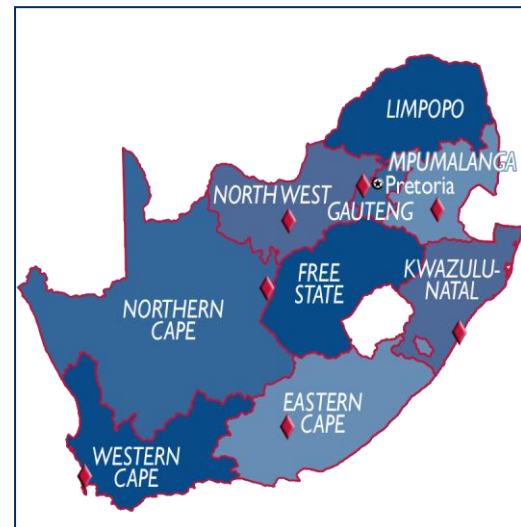 LIMPOPO
MPUMALANGA
Pretoria
NORTH WEST
GAUTENG
FREE
STATE
KWAZULU-
NATAL
NORTHERN
CAPE
EASTERN
CAPE
WESTERN
CAPE